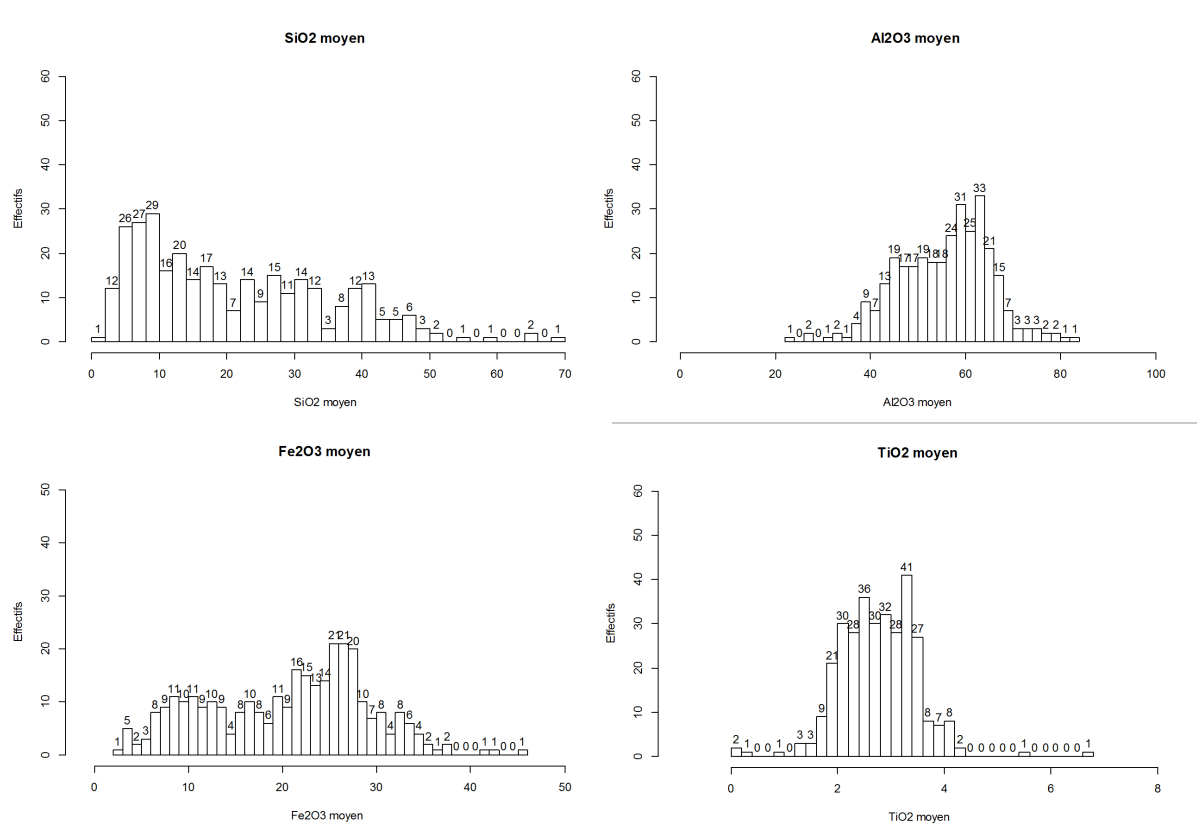 SiO2 moyen
Effectifs
60
50
40
30
20
10
0
1 12 26 27 29 16 20 14 17 13 7 14 9 15 11 14 12 3 8 12 13 5 5 6 3 2 0 1 0 1 0 0 2 0 1
0 10 20 30 40 50 60 70
SiO2 moyen
Al2O3 moyen
Effectifs
60
50
40
30
20
10
0
1 0 2 0 1 2 1 4 9 7 13 19 17 17 19 18 18 24 31 25 33 21 15 7 3 3 3 2 2 1 1
0 20 40 60 80 100
Al2O3 moyen
Fe2O3 moyen
Effectifs
50
40
30
20
10
0
1 5 2 3 8 9 11 10 11 9 10 9 4 8 10 8 6 11 9 16 15 13 14 21 21 20 10 7 8 4 8 6 4 2 1 2 0 0 0 1 1 0 0 1
0 10 20 30 40 50
Fe2O3 moyen
TiO2 moyen
Effectifs
60
50
40
30
20
10
0
2 1 0 0 1 0 3 3 9 21 30 28 36 30 32 28 41 27 8 7 8 2 0 0 0 0 0 1 0 0 0 0 0 1
0 2 4 6 8
TiO2 moyen